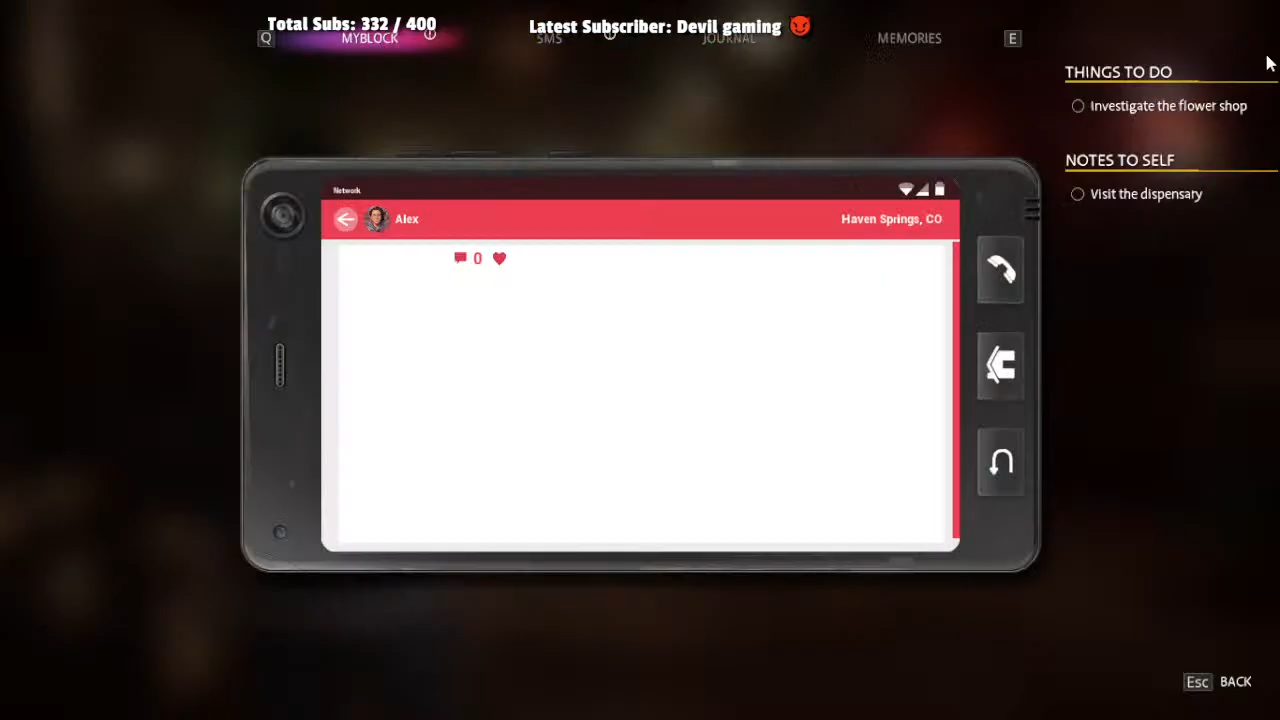 Total Subs: 332 / 400
Latest Subscriber: Devil gaming 😈
Q
MYBLOCK
SMS
JOURNAL
MEMORIES
E
THINGS TO DO
Investigate the flower shop
NOTES TO SELF
Visit the dispensary
Network
Alex
Haven Springs, CO
0
Esc BACK